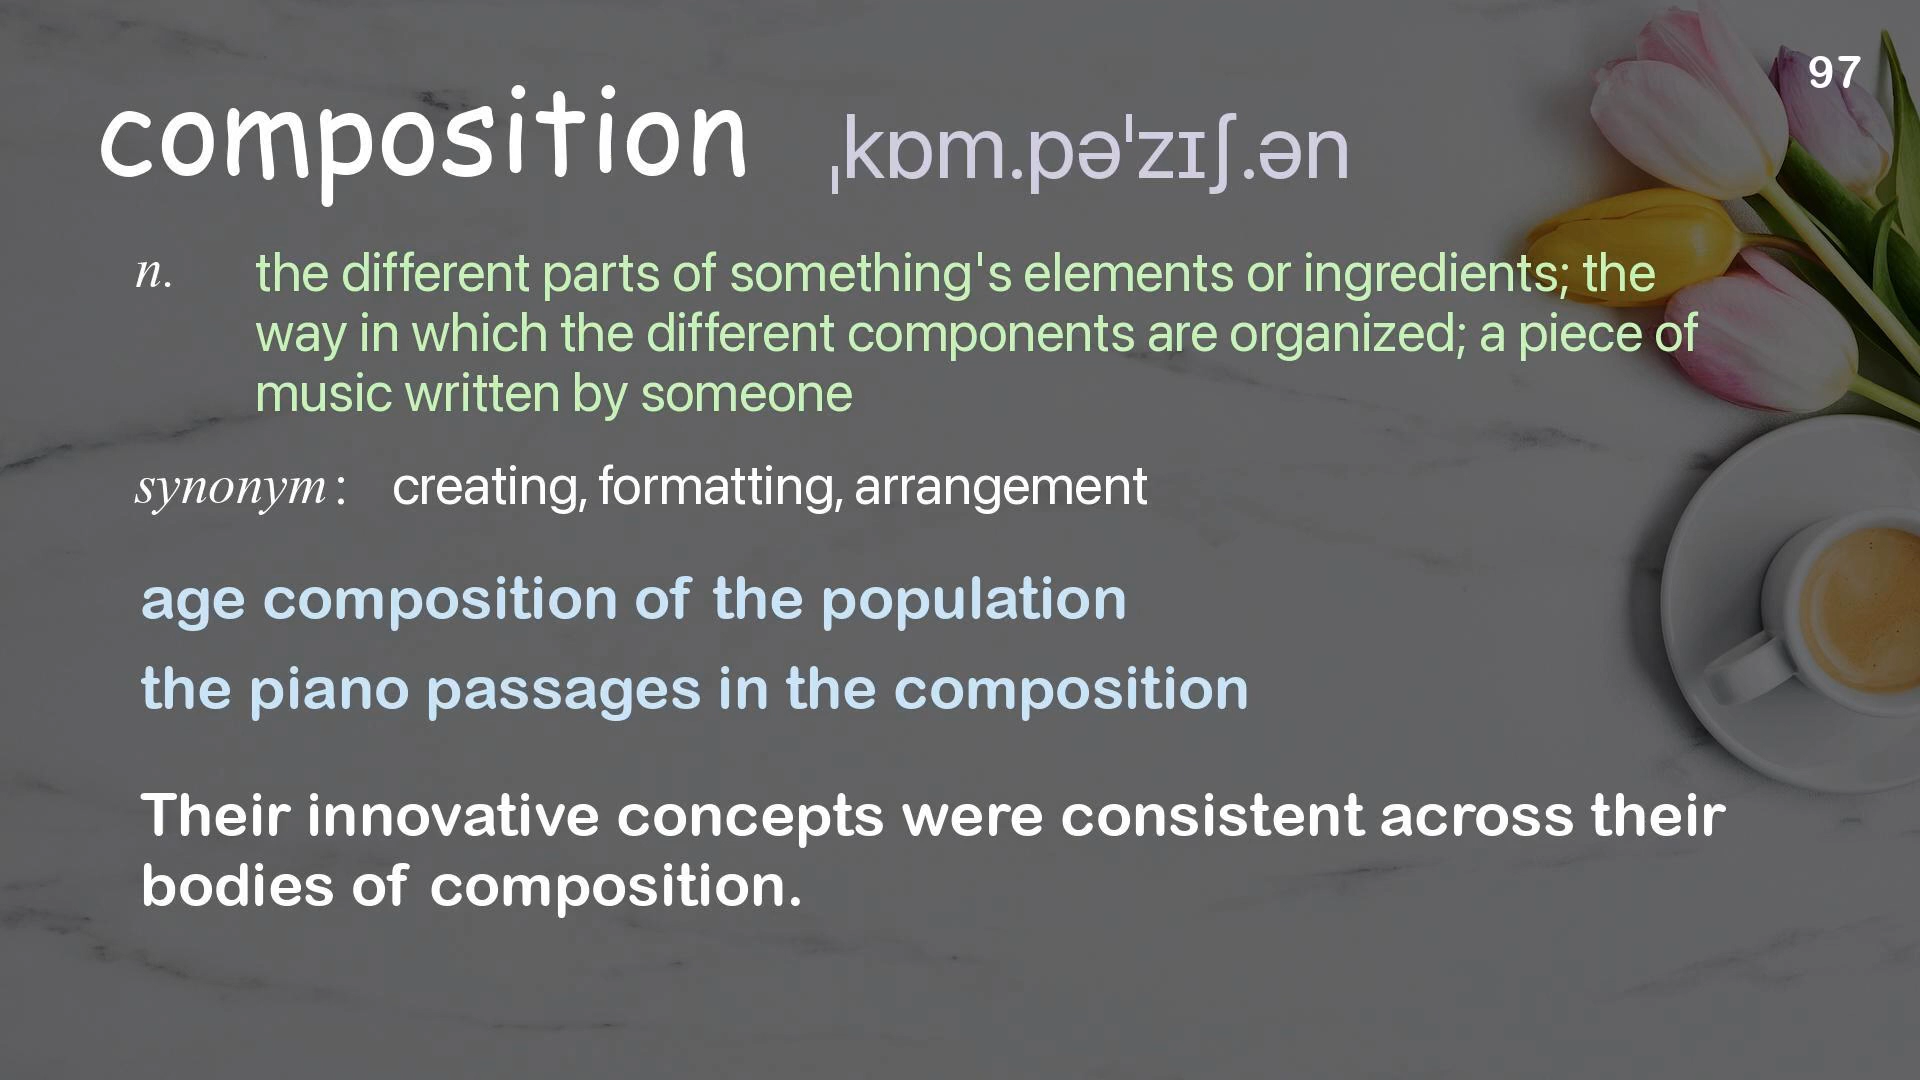 97
composition ˌkɒm.pəˈzɪʃ.ən
n. the different parts of something's elements or ingredients; the
way in which the different components are organized; a piece of
music written by someone
synonym: creating, formatting, arrangement
age composition of the population
the piano passages in the composition
Their innovative concepts were consistent across their
bodies of composition.